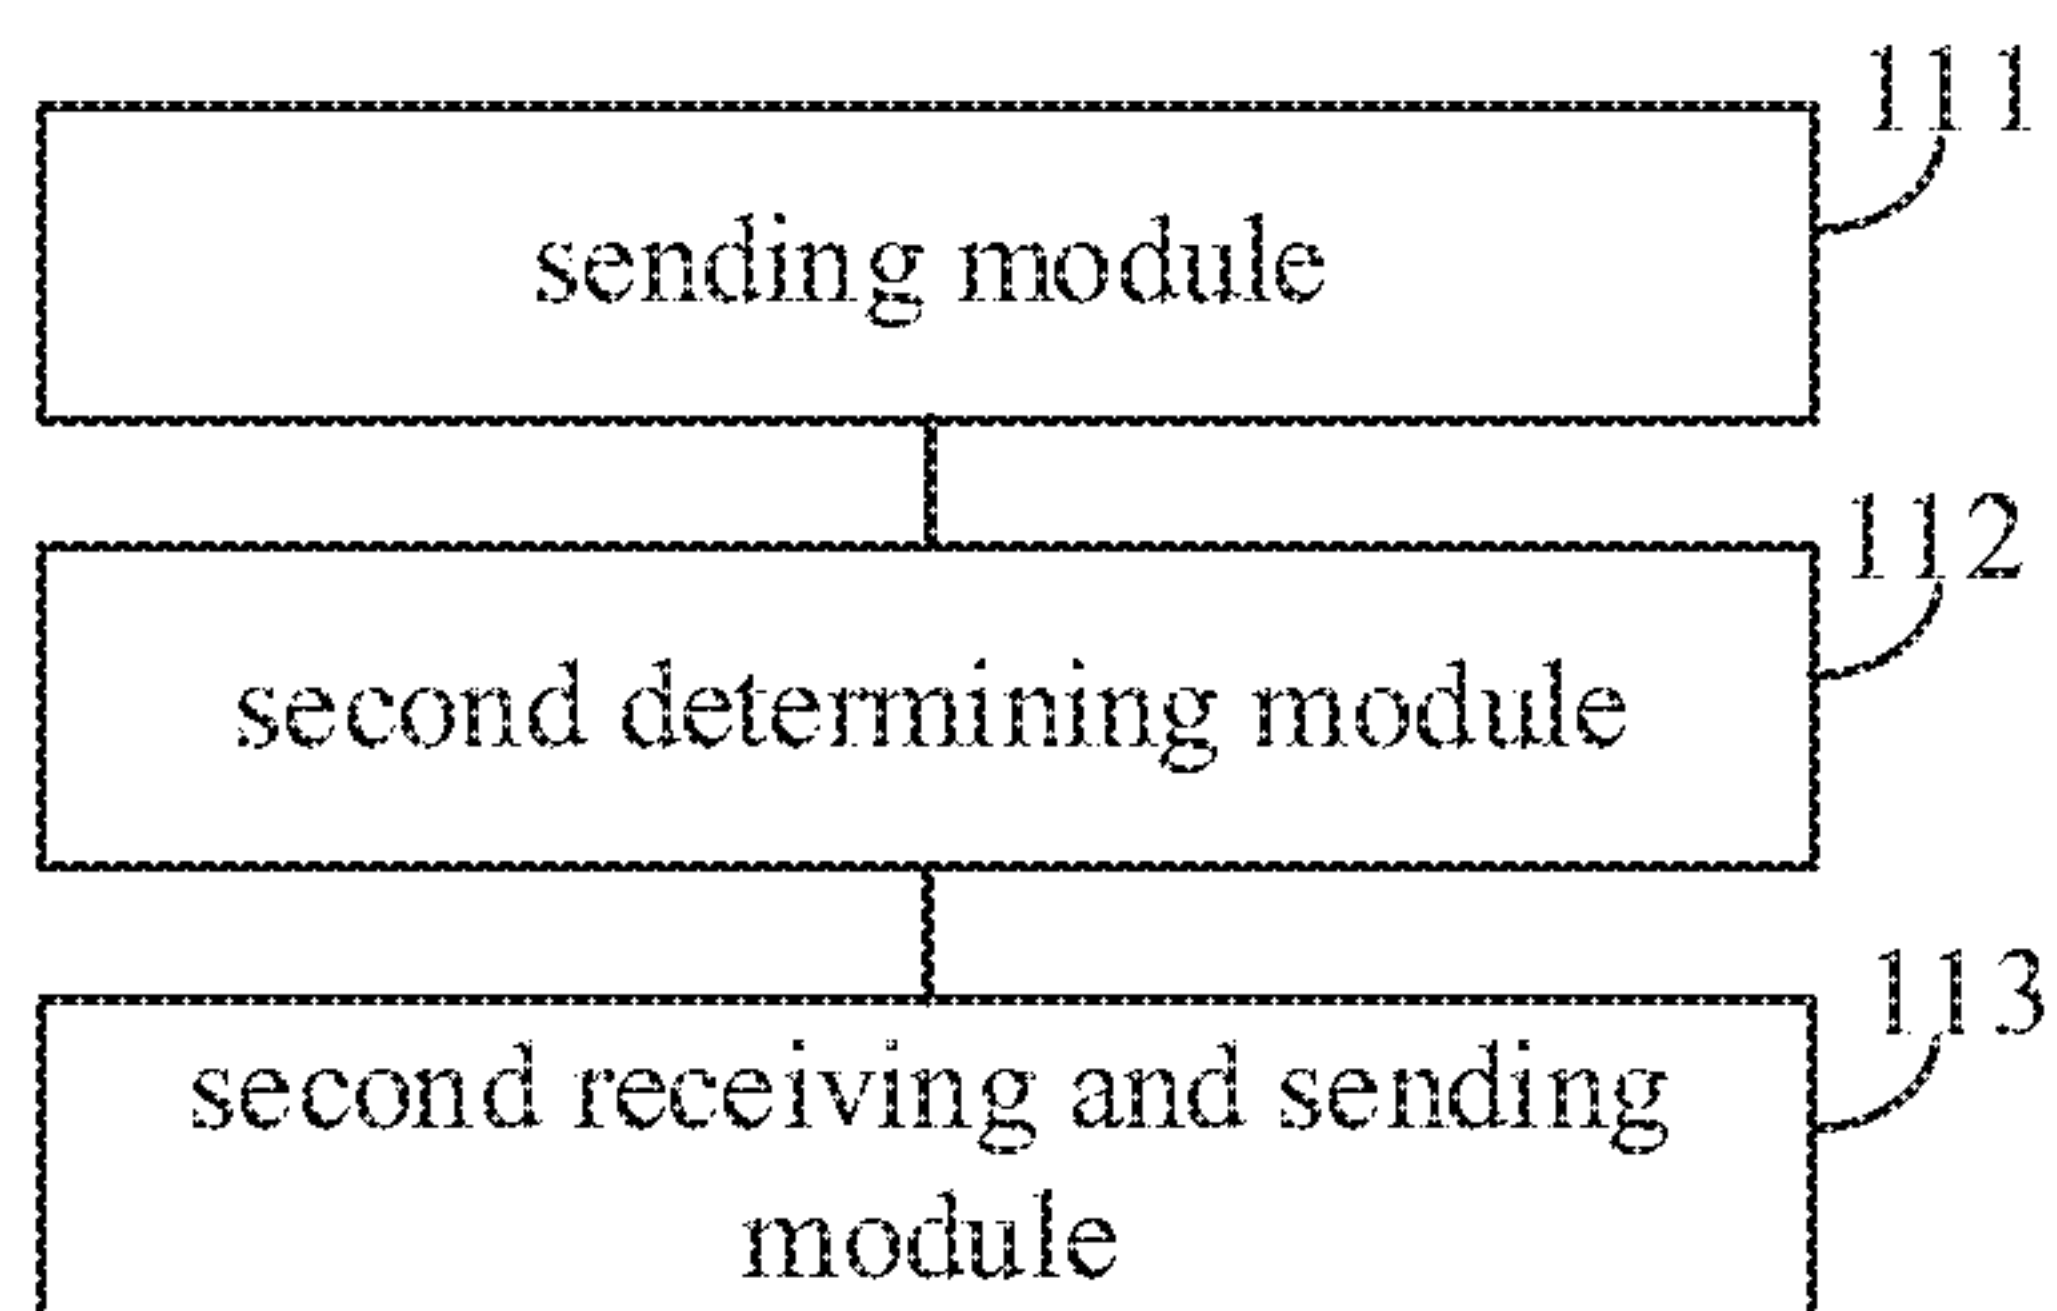 111
sending module
112
second determining module
113
second receiving and sending
module